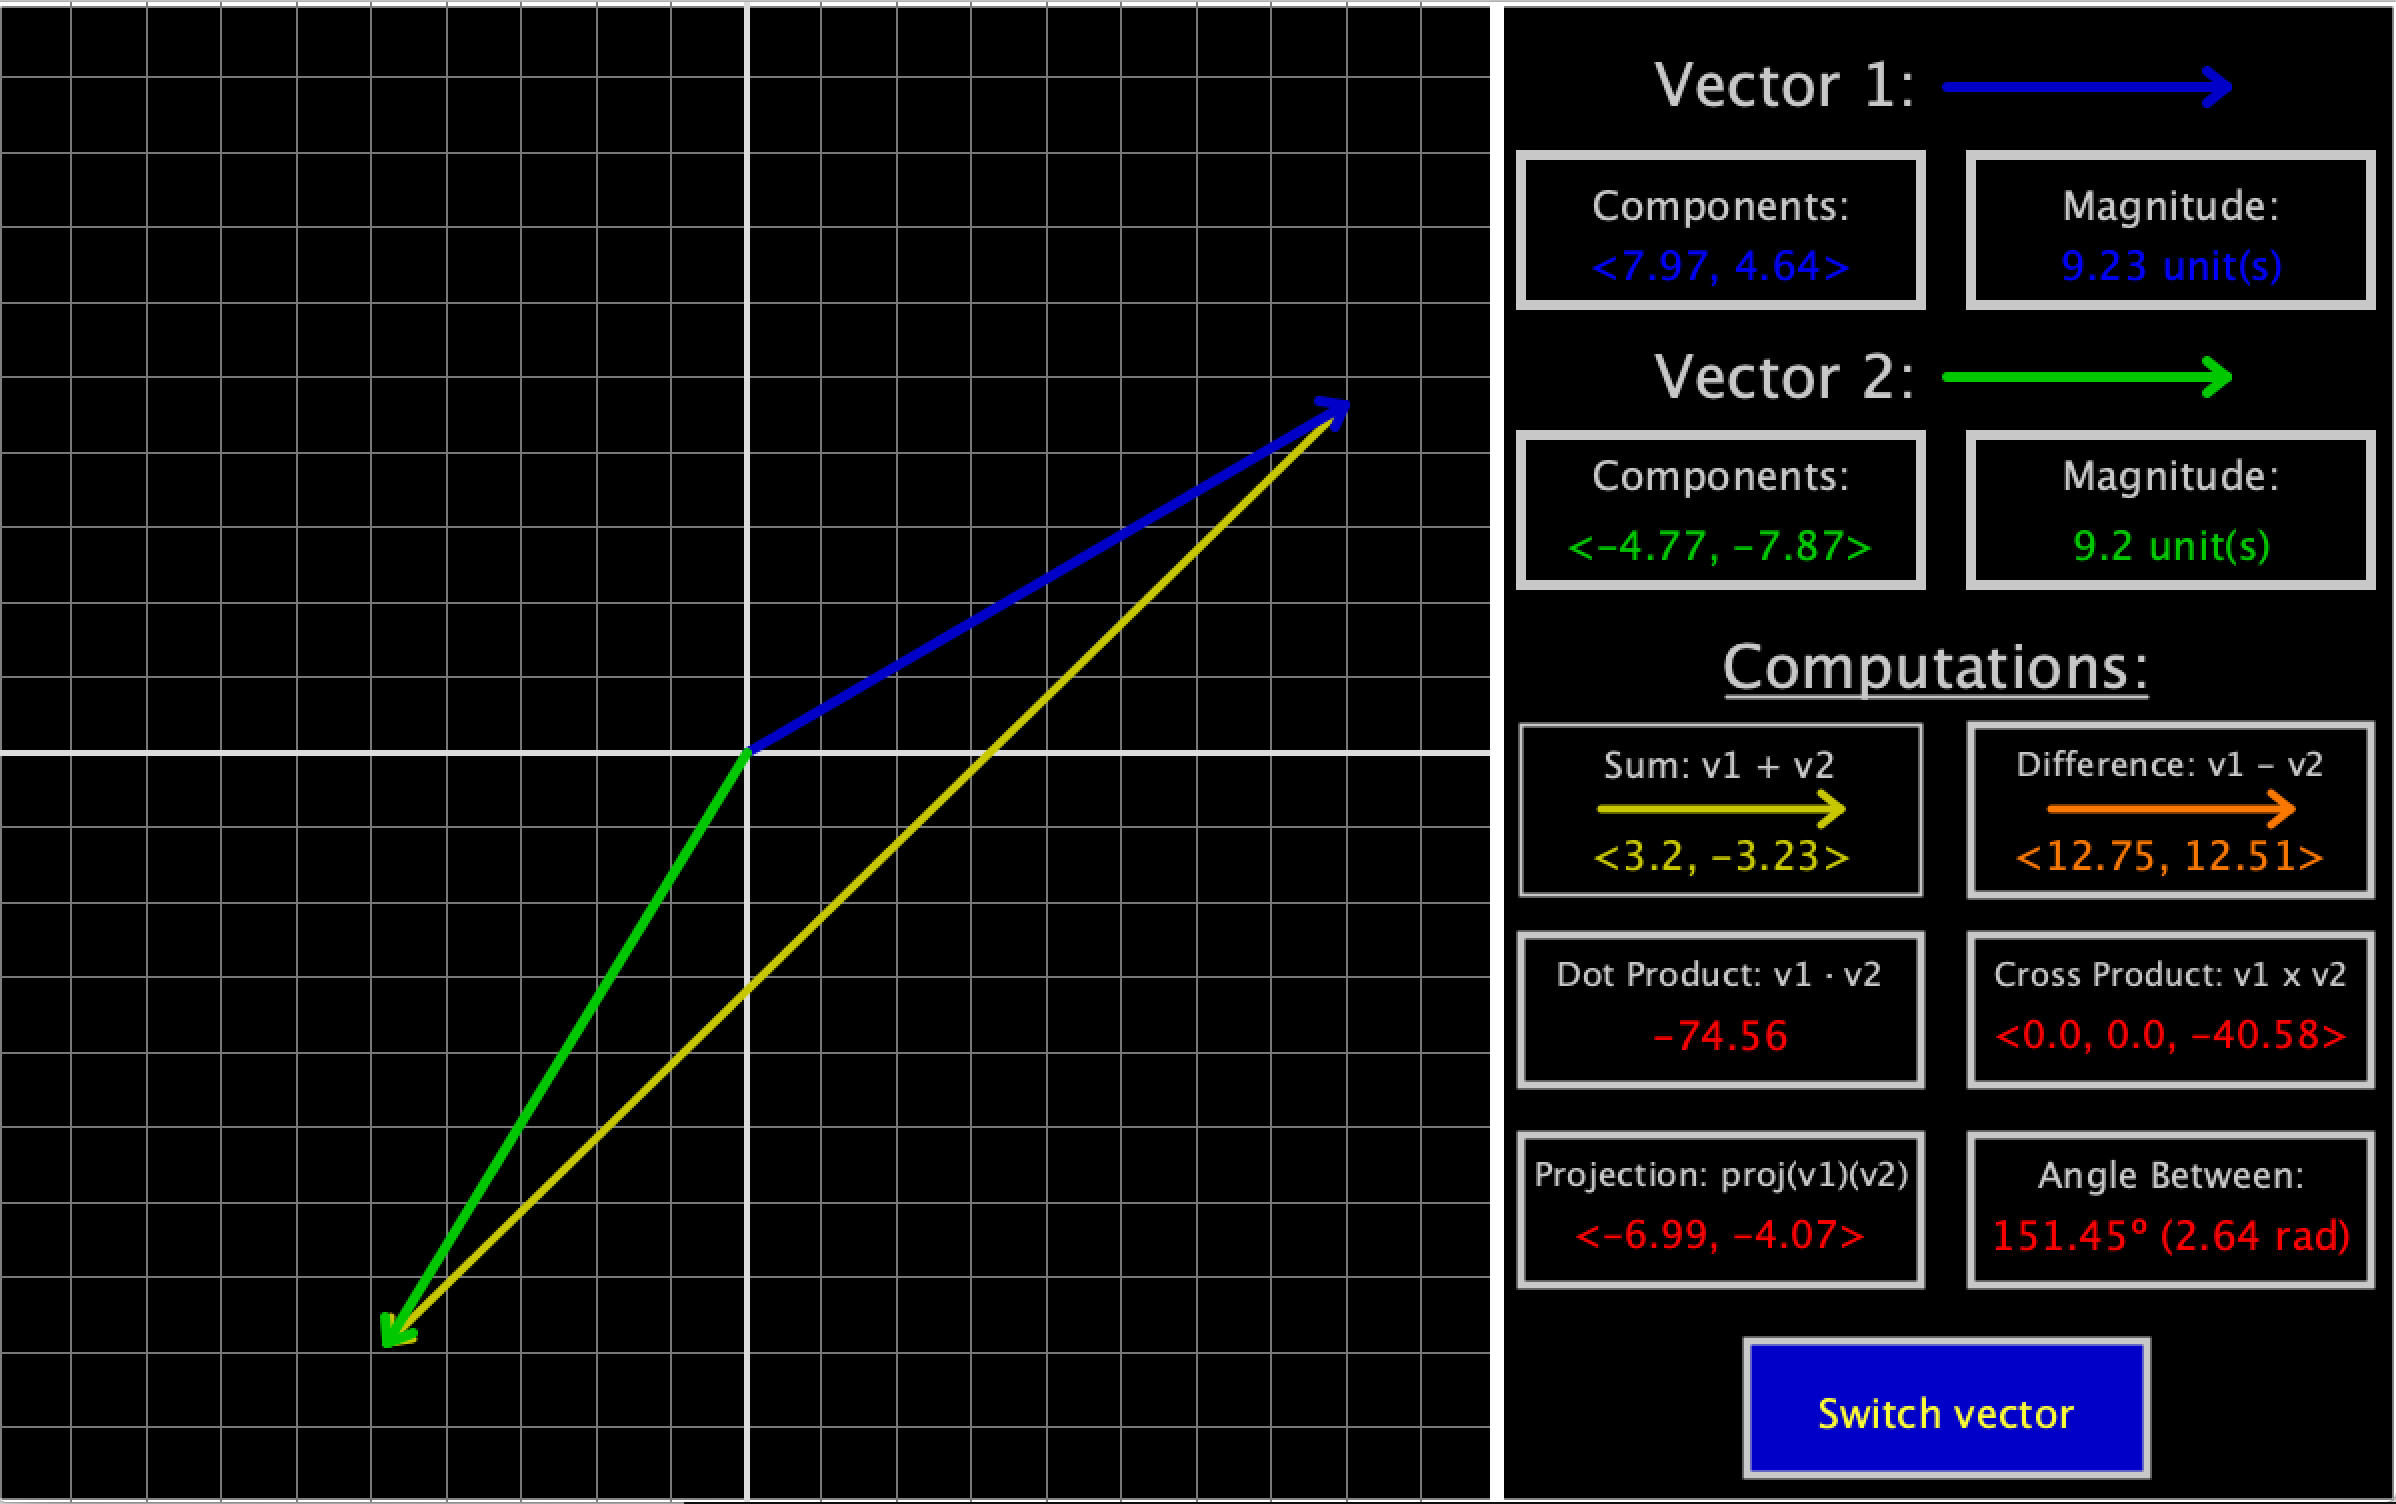 Vector 1:
Components:
<7.97, 4.64>
Magnitude:
9.23 unit(s)
Vector 2:
Components:
<-4.77, -7.87>
Magnitude:
9.2 unit(s)
Computations:
Sum: v1 + v2
<3.2, -3.23>
Difference: v1 - v2
<12.75, 12.51>
Dot Product: v1 · v2
-74.56
Cross Product: v1 x v2
<0.0, 0.0, -40.58>
Projection: proj(v1)(v2)
<-6.99, -4.07>
Angle Between:
151.45º (2.64 rad)
Switch vector